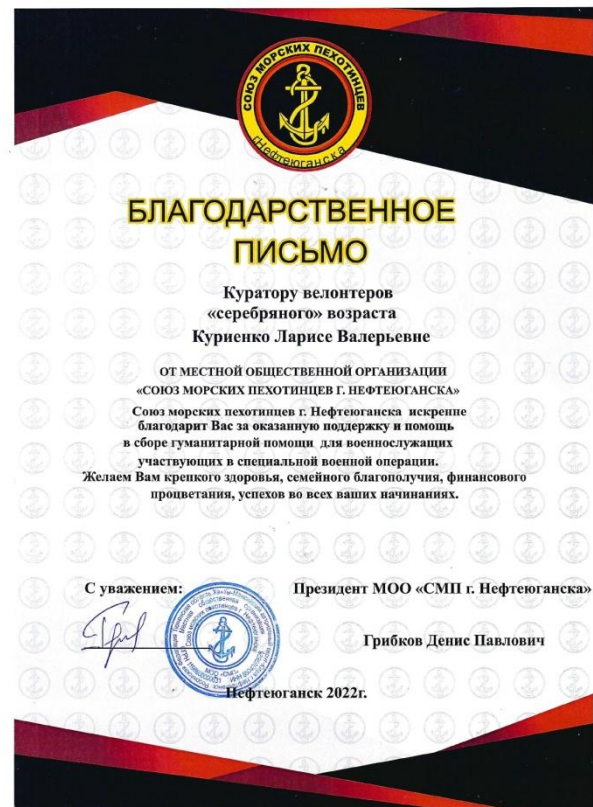 СОЮЗ МОРСКИХ ПЕХОТИНЦЕВ
г.Нефтеюганска
БЛАГОДАРСТВЕННОЕ
ПИСЬМО
Куратору велонтеров
«серебряного» возраста
Куриенко Ларисе Валерьевне
ОТ МЕСТНОЙ ОБЩЕСТВЕННОЙ ОРГАНИЗАЦИИ
«СОЮЗ МОРСКИХ ПЕХОТИНЦЕВ Г. НЕФТЕЮГАНСКА»
Союз морских пехотинцев г. Нефтеюганска искренне
благодарит Вас за оказанную поддержку и помощь
в сборе гуманитарной помощи для военнослужащих
участвующих в специальной военной операции.
Желаем Вам крепкого здоровья, семейного благополучия, финансового
процветания, успехов во всех ваших начинаниях.
С уважением:
Президент МОО «СМП г. Нефтеюганска»
Грибков Денис Павлович
МОО «СМП»
Нефтеюганск 2022г.